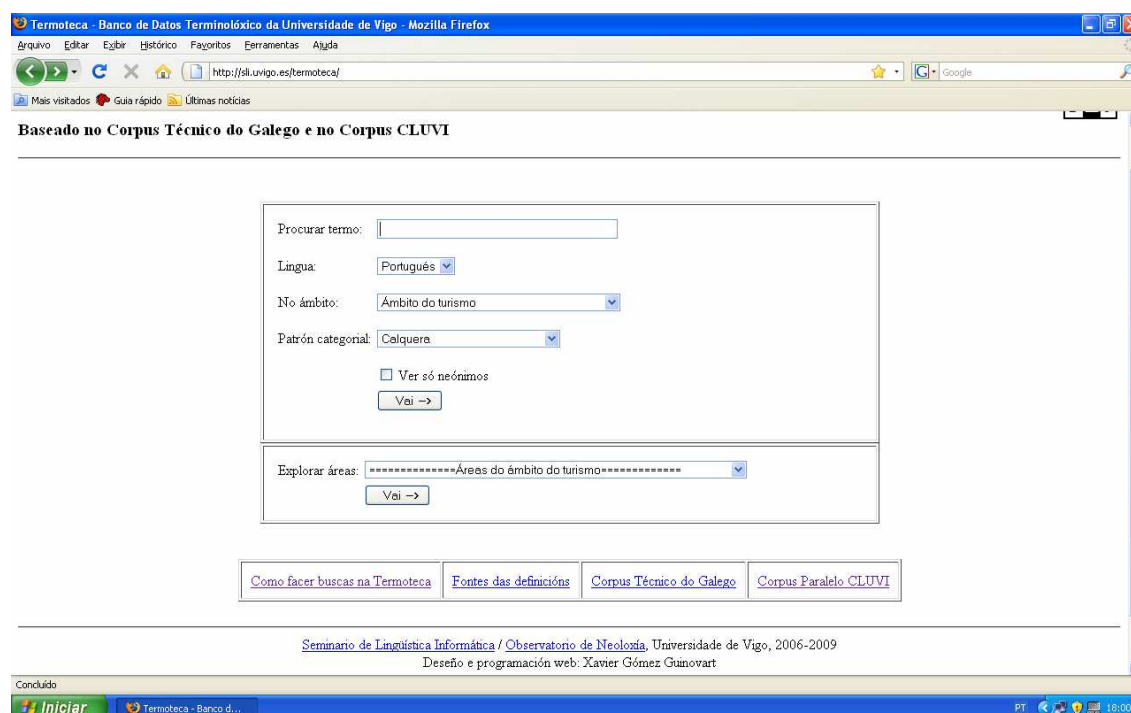 Termoteca - Banco de Datos Terminolóxico da Universidade de Vigo - Mozilla Firefox
Arquivo Editar Exibir Histórico Favoritos Ferramentas Ajuda
http://sli.uvigo.es/termoteca/
G Google
Mais visitados Guia rápido Últimas notícias
Baseado no Corpus Técnico do Galego e no Corpus CLUVI
Procurar termo:
Lingua: Portugués
No ámbito: Ámbito do turismo
Patrón categorial: Calquera
Ver só neónimos
Vai -->
Explorar áreas: ==============Áreas do ámbito do turismo=============
Vai -->
Como facer buscas na Termoteca Fontes das definicións Corpus Técnico do Galego Corpus Paralelo CLUVI
Seminario de Lingüística Informática / Observatorio de Neoloxía, Universidade de Vigo, 2006-2009
Deseño e programación web: Xavier Gómez Guinovart
Concluído
Iniciar Termoteca - Banco d... PT 18:00